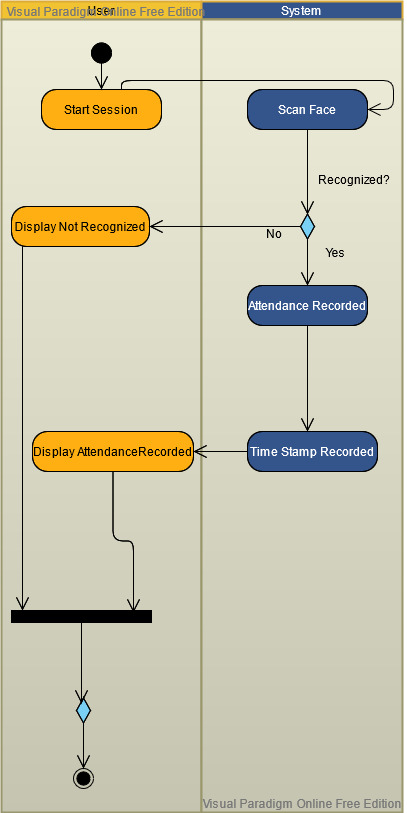 Visual Paradigm Online Free Edition
User
System
Start Session
Scan Face
Recognized?
Display Not Recognized
No
Yes
Attendance Recorded
Display AttendanceRecorded
Time Stamp Recorded
Visual Paradigm Online Free Edition